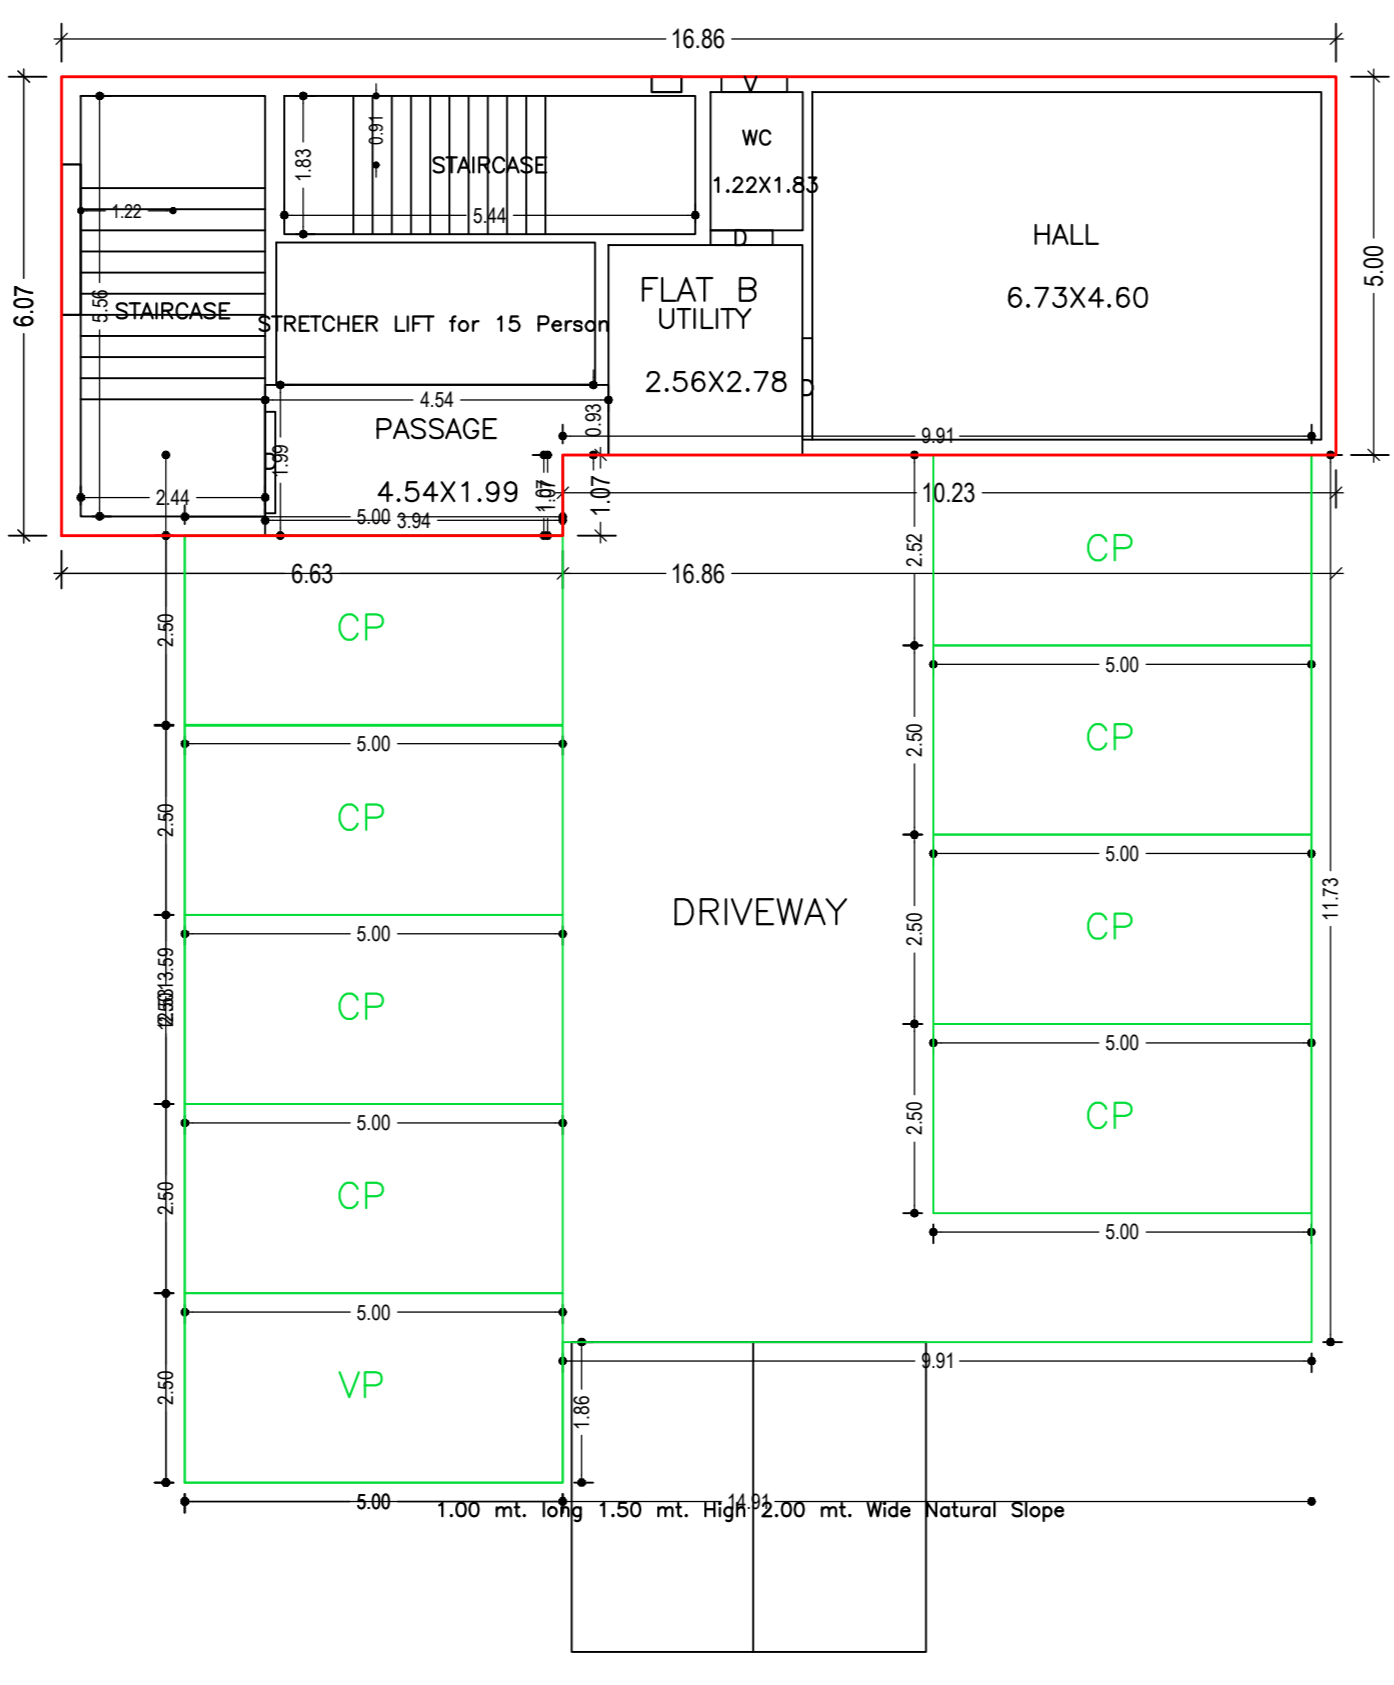 16.86
V
WC
0.91
1.83
STAIRCASE
1.22X1.83
1.22
5.44
D
HALL
5.00
6.07
5.56
STAIRCASE
FLAT B
UTILITY
6.73X4.60
STRETCHER LIFT for 15 Person
2.56X2.78
D
4.54
0.93
PASSAGE
9.91
D
1.99
2.44
4.54X1.99
1.07
1.07
10.23
5.00
3.94
2.52
CP
6.63
16.86
2.50
CP
5.00
5.00
2.50
CP
2.50
CP
5.00
2.50
CP
11.73
DRIVEWAY
CP
5.00
13.59
CP
5.00
2.50
CP
5.00
2.50
CP
5.00
5.00
2.50
VP
9.91
1.86
5.00
14.91
1.00 mt. long 1.50 mt. High 2.00 mt. Wide Natural Slope